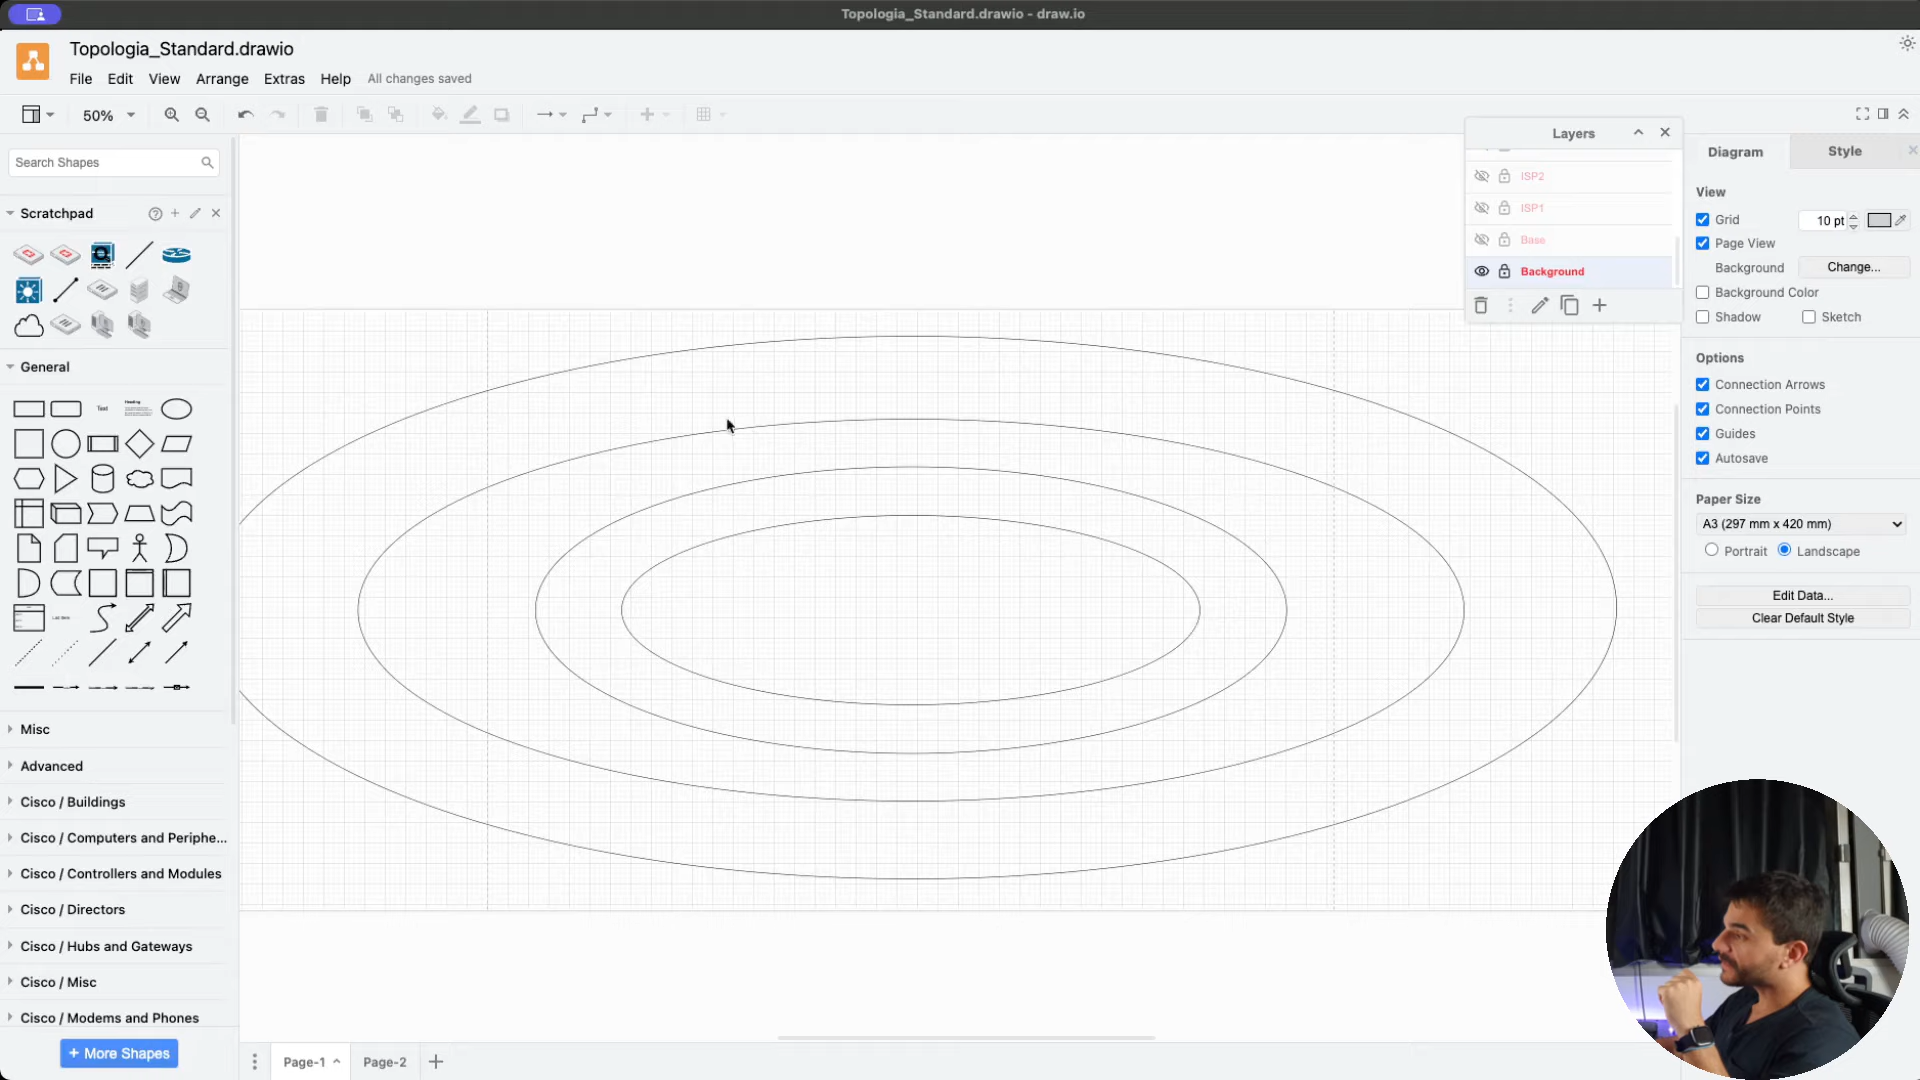 Topologia_Standard.drawio - draw.io
Topologia_Standard.drawio
File Edit View Arrange Extras Help All changes saved
50%
Search Shapes
Scratchpad
General
Text
Heading
List Item
Misc
Advanced
Cisco / Buildings
Cisco / Computers and Periphe...
Cisco / Controllers and Modules
Cisco / Directors
Cisco / Hubs and Gateways
Cisco / Misc
Cisco / Modems and Phones
+ More Shapes
Page-1
Page-2
Layers
ISP2
ISP1
Base
Background
Diagram
Style
View
Grid
10 pt
Page View
Background
Change...
Background Color
Shadow
Sketch
Options
Connection Arrows
Connection Points
Guides
Autosave
Paper Size
A3 (297 mm x 420 mm)
Portrait
Landscape
Edit Data...
Clear Default Style